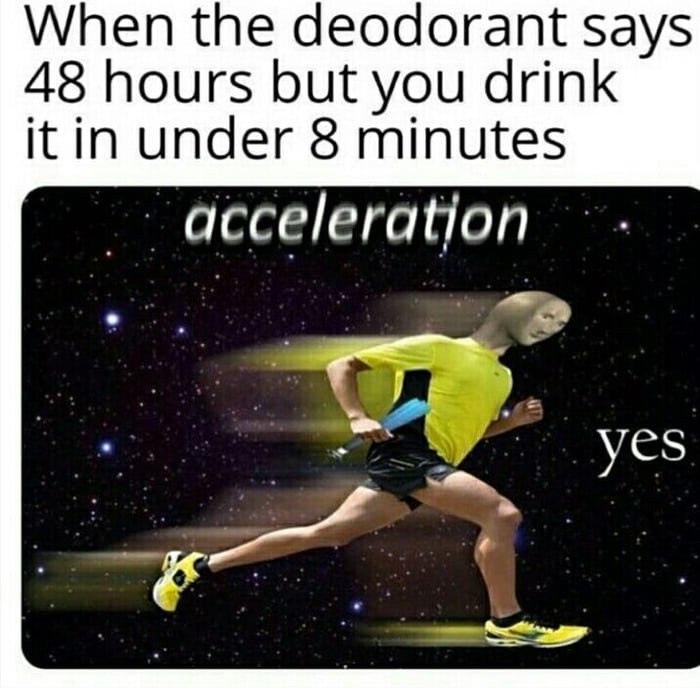 When the deodorant says
48 hours but you drink
it in under 8 minutes
acceleration
yes